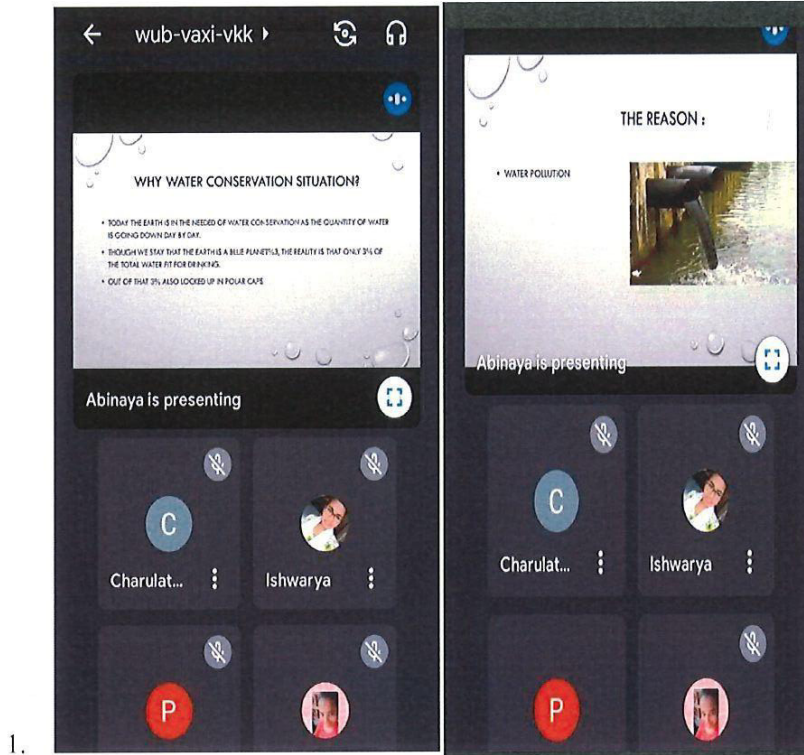 wub-vaxi-vkk
WHY WATER CONSERVATION SITUATION?
• TODAY THE EARTH IS IN THE NEEDED OF WATER CONSERVATION AS THE QUANTITY OF WATER
IS GOING DOWN DAY BY DAY.
• THOUGH WE STAY THAT THE EARTH IS A BLUE PLANET½3, THE REALITY IS THAT ONLY 3% OF
THE TOTAL WATER FIT FOR DRINKING.
• OUT OF THAT 3% ALSO LOCKED UP IN POLAR CAPS
Abinaya is presenting
C
Charulat...
Ishwarya
P
THE REASON :
• WATER POLLUTION
Abinaya is presenting
C
Charulat...
Ishwarya
P
1.